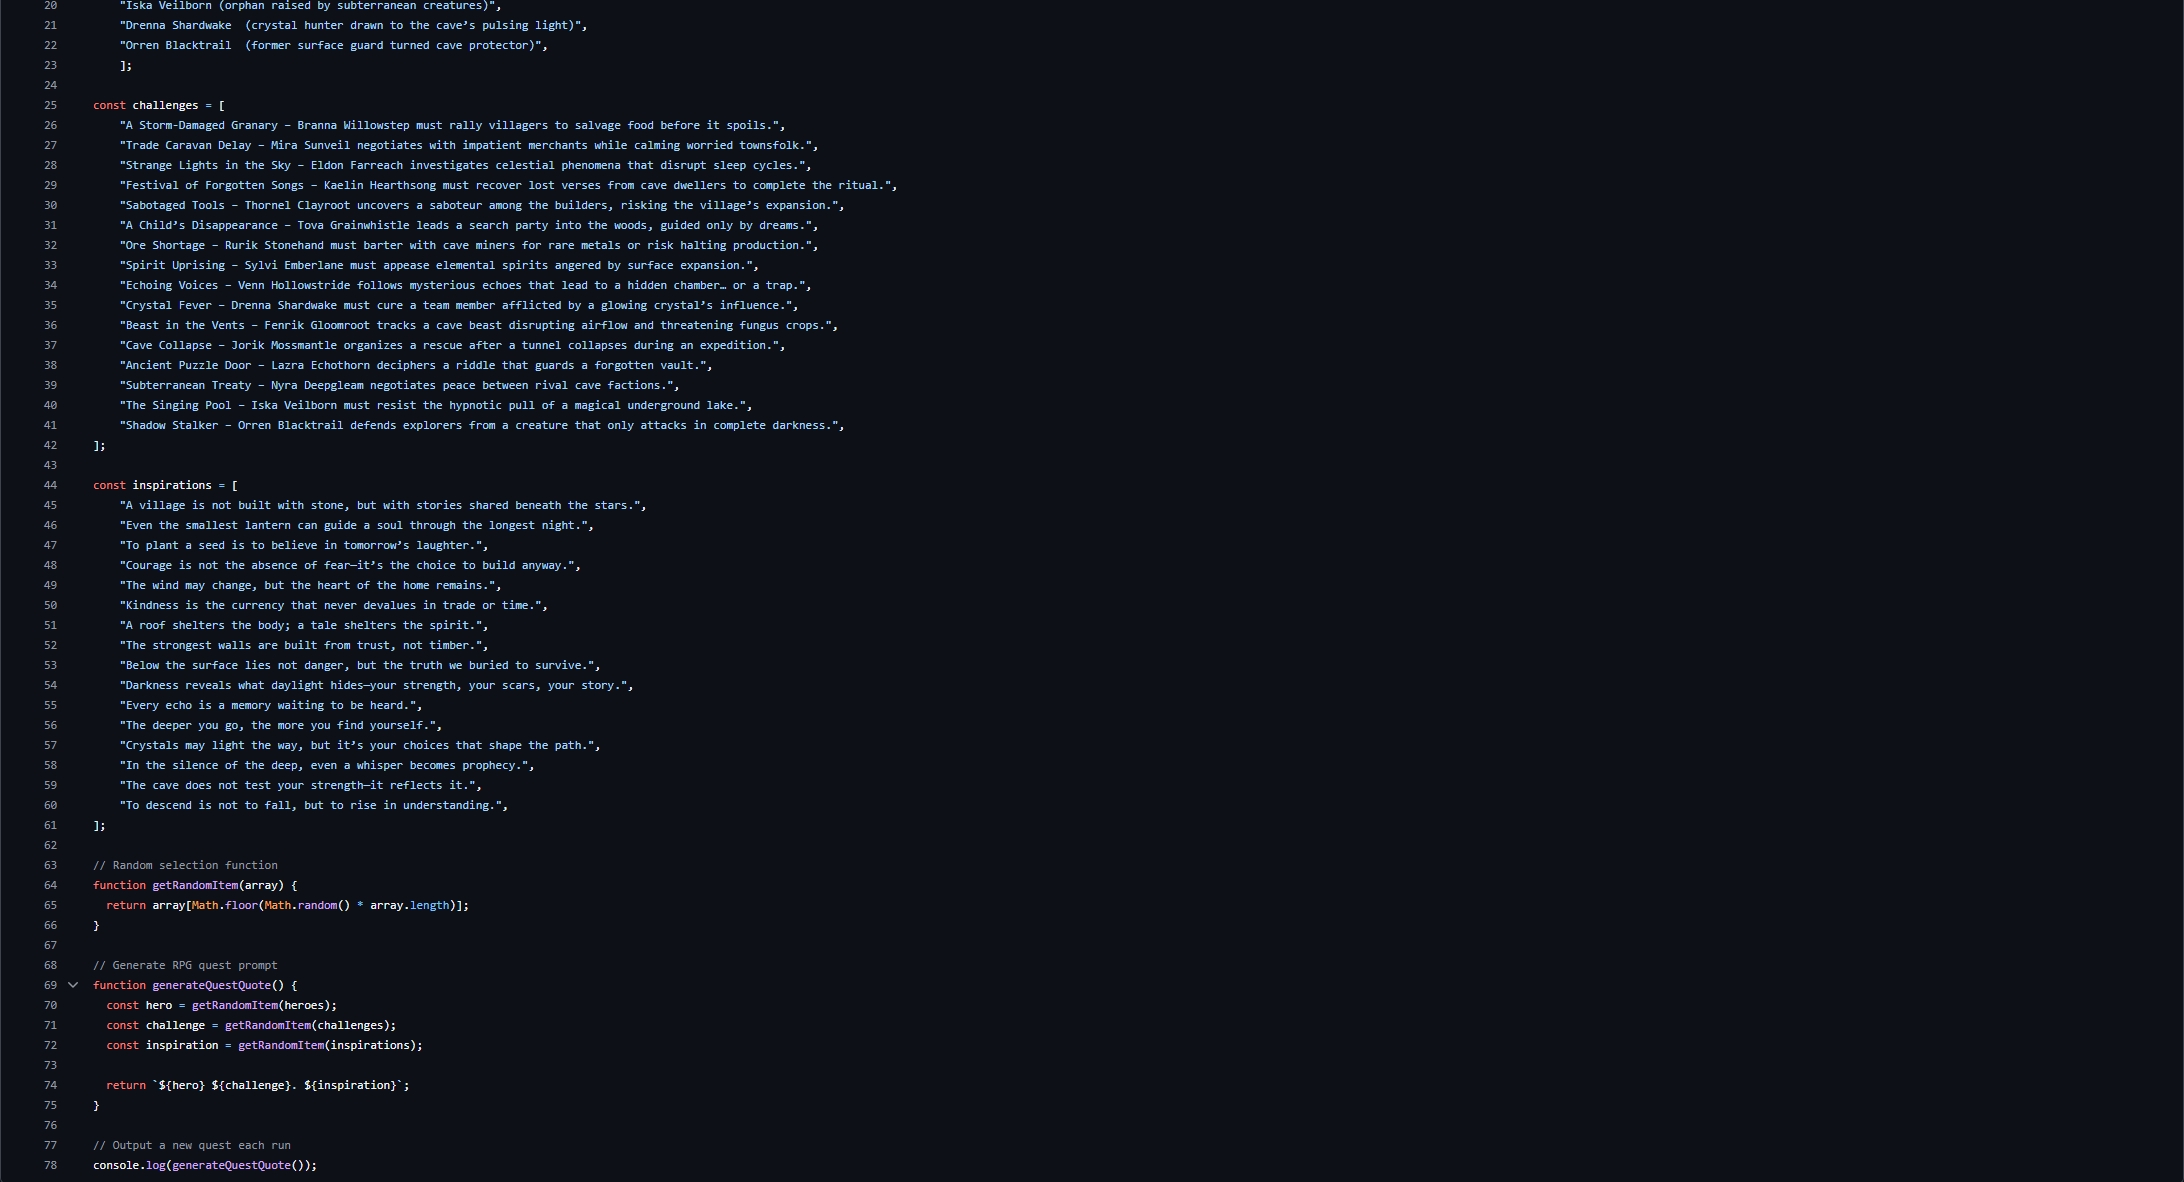 20 "Iska Veilborn (orphan raised by subterranean creatures)",
21 "Drenna Shardwake  (crystal hunter drawn to the cave’s pulsing light)",
22 "Orren Blacktrail  (former surface guard turned cave protector)",
23 ];
24
25 const challenges = [
26 "A Storm-Damaged Granary – Branna Willowstep must rally villagers to salvage food before it spoils.",
27 "Trade Caravan Delay – Mira Sunveil negotiates with impatient merchants while calming worried townsfolk.",
28 "Strange Lights in the Sky – Eldon Farreach investigates celestial phenomena that disrupt sleep cycles.",
29 "Festival of Forgotten Songs – Kaelin Hearthsong must recover lost verses from cave dwellers to complete the ritual.",
30 "Sabotaged Tools – Thornel Clayroot uncovers a saboteur among the builders, risking the village’s expansion.",
31 "A Child’s Disappearance – Tova Grainwhistle leads a search party into the woods, guided only by dreams.",
32 "Ore Shortage – Rurik Stonehand must barter with cave miners for rare metals or risk halting production.",
33 "Spirit Uprising – Sylvi Emberlane must appease elemental spirits angered by surface expansion.",
34 "Echoing Voices – Venn Hollowstride follows mysterious echoes that lead to a hidden chamber… or a trap.",
35 "Crystal Fever – Drenna Shardwake must cure a team member afflicted by a glowing crystal’s influence.",
36 "Beast in the Vents – Fenrik Gloomroot tracks a cave beast disrupting airflow and threatening fungus crops.",
37 "Cave Collapse – Jorik Mossmantle organizes a rescue after a tunnel collapses during an expedition.",
38 "Ancient Puzzle Door – Lazra Echothorn deciphers a riddle that guards a forgotten vault.",
39 "Subterranean Treaty – Nyra Deepgleam negotiates peace between rival cave factions.",
40 "The Singing Pool – Iska Veilborn must resist the hypnotic pull of a magical underground lake.",
41 "Shadow Stalker – Orren Blacktrail defends explorers from a creature that only attacks in complete darkness.",
42 ];
43
44 const inspirations = [
45 "A village is not built with stone, but with stories shared beneath the stars.",
46 "Even the smallest lantern can guide a soul through the longest night.",
47 "To plant a seed is to believe in tomorrow’s laughter.",
48 "Courage is not the absence of fear—it’s the choice to build anyway.",
49 "The wind may change, but the heart of the home remains.",
50 "Kindness is the currency that never devalues in trade or time.",
51 "A roof shelters the body; a tale shelters the spirit.",
52 "The strongest walls are built from trust, not timber.",
53 "Below the surface lies not danger, but the truth we buried to survive.",
54 "Darkness reveals what daylight hides—your strength, your scars, your story.",
55 "Every echo is a memory waiting to be heard.",
56 "The deeper you go, the more you find yourself.",
57 "Crystals may light the way, but it’s your choices that shape the path.",
58 "In the silence of the deep, even a whisper becomes prophecy.",
59 "The cave does not test your strength—it reflects it.",
60 "To descend is not to fall, but to rise in understanding.",
61 ];
62
63 // Random selection function
64 function getRandomItem(array) {
65 return array[Math.floor(Math.random() * array.length)];
66 }
67
68 // Generate RPG quest prompt
69 function generateQuestQuote() {
70 const hero = getRandomItem(heroes);
71 const challenge = getRandomItem(challenges);
72 const inspiration = getRandomItem(inspirations);
73
74 return `${hero} ${challenge}. ${inspiration}`;
75 }
76
77 // Output a new quest each run
78 console.log(generateQuestQuote());